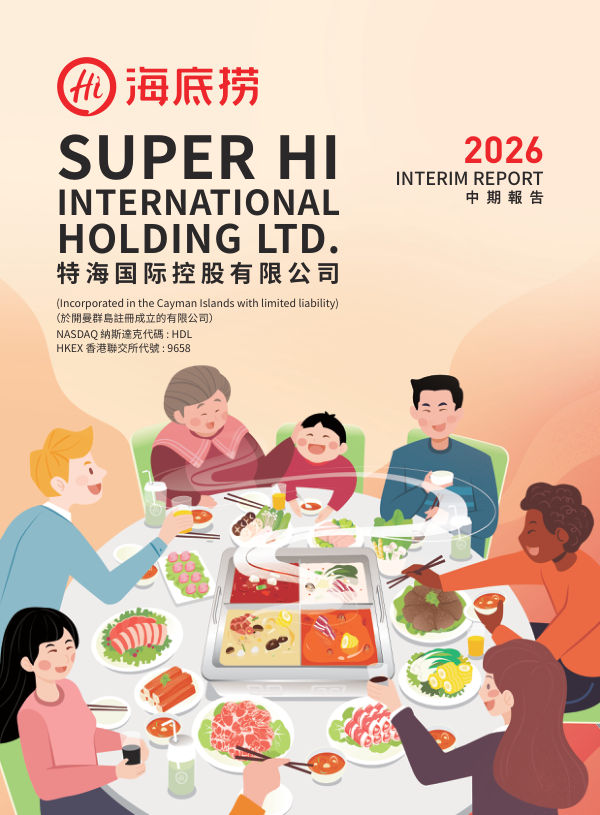 Hi 海底捞
SUPER HI
INTERNATIONAL
HOLDING LTD.
特海国际控股有限公司
2026
INTERIM REPORT
中期報告
(Incorporated in the Cayman Islands with limited liability)
（於開曼群島註冊成立的有限公司）
NASDAQ 納斯達克代碼 : HDL
HKEX 香港聯交所代號 : 9658